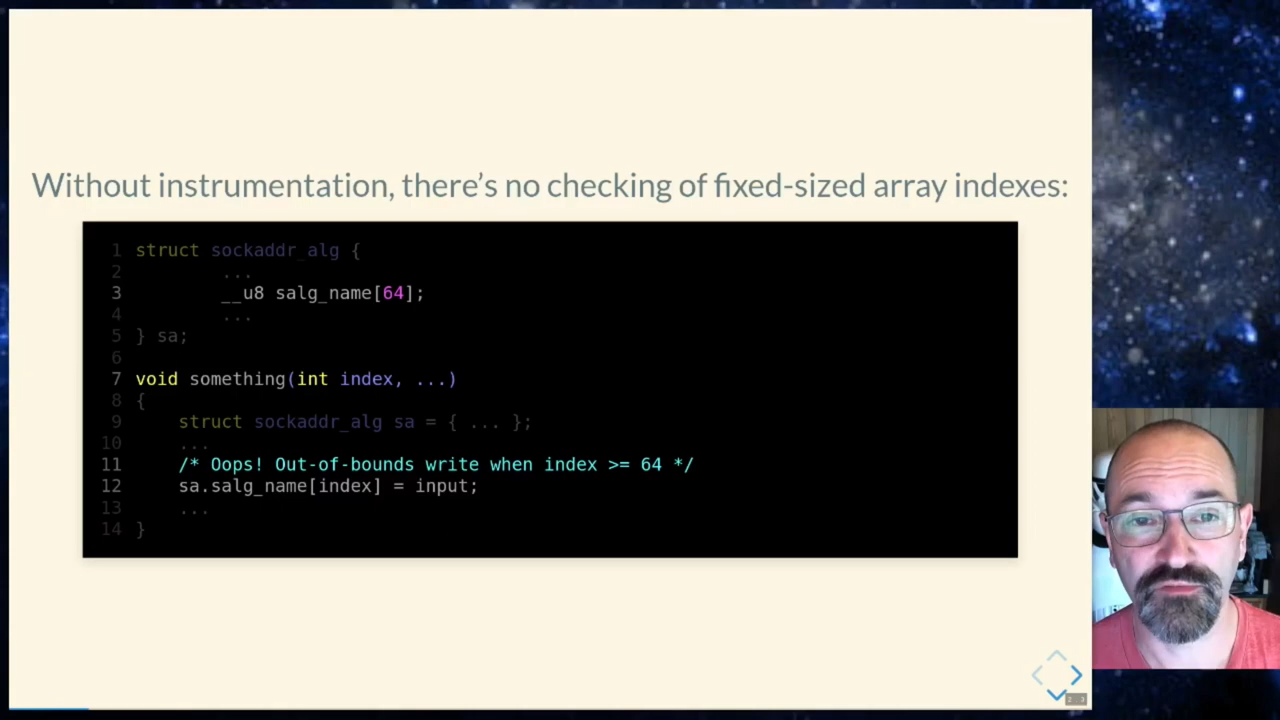 Without instrumentation, there’s no checking of fixed-sized array indexes:
1 struct sockaddr_alg {
2 ...
3 __u8 salg_name[64];
4 ...
5 } sa;
6
7 void something(int index, ...)
8 {
9 struct sockaddr_alg sa = { ... };
10 ...
11 /* Oops! Out-of-bounds write when index >= 64 */
12 sa.salg_name[index] = input;
13 ...
14 }